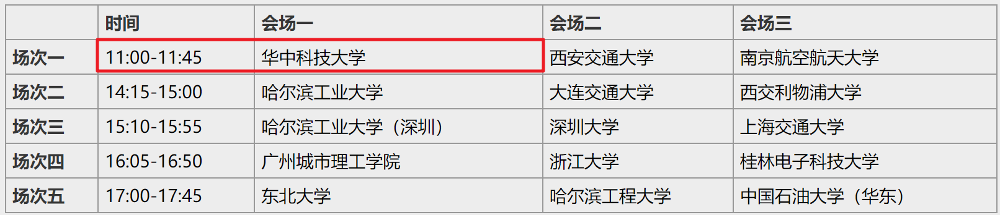 时间 会场一 会场二 会场三
场次一 11:00-11:45 华中科技大学 西安交通大学 南京航空航天大学
场次二 14:15-15:00 哈尔滨工业大学 大连交通大学 西交利物浦大学
场次三 15:10-15:55 哈尔滨工业大学（深圳） 深圳大学 上海交通大学
场次四 16:05-16:50 广州城市理工学院 浙江大学 桂林电子科技大学
场次五 17:00-17:45 东北大学 哈尔滨工程大学 中国石油大学（华东）